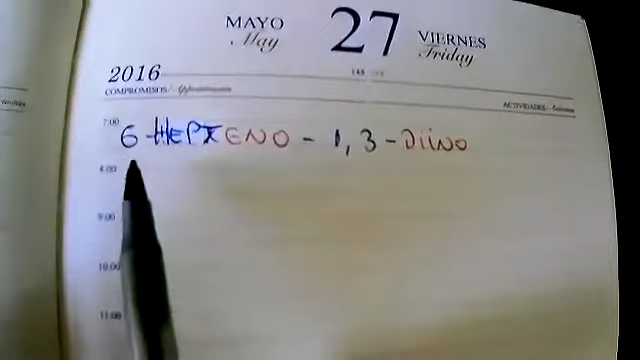 MAYO
May
27
VIERNES
Friday
2016
148
COMPROMISOS / Appointments
ACTIVIDADES /
7:00
6-HEPTENO - 1,3-DIINO
8:00
9:00
10:00
11:00